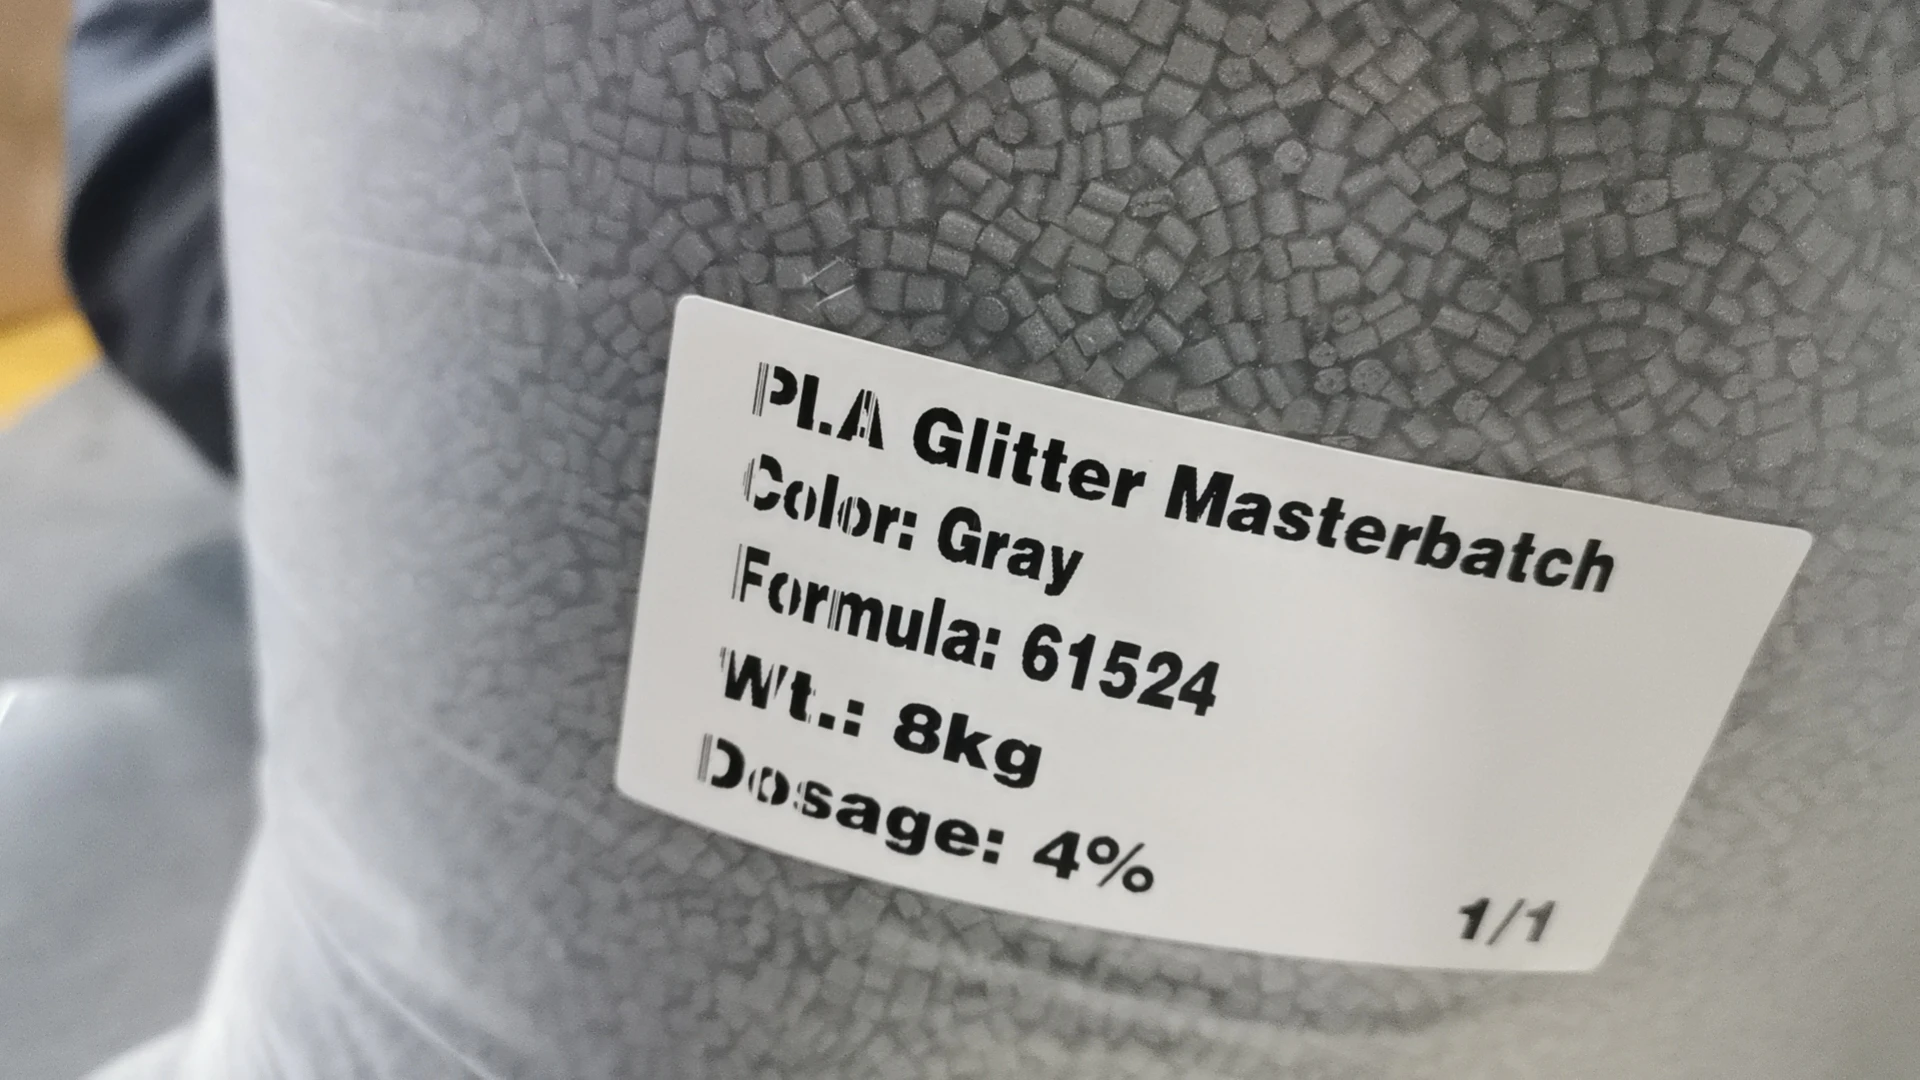 PLA Glitter Masterbatch
Color: Gray
Formula: 61524
Wt.: 8kg
Dosage: 4%
1/1